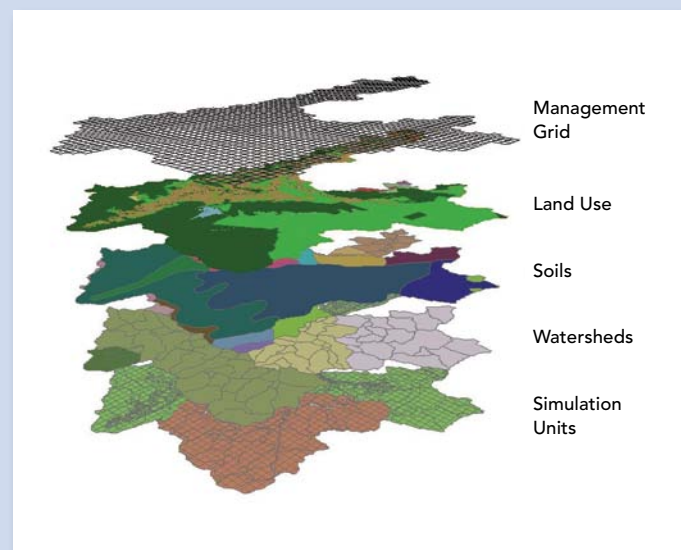 Management
Grid
Land Use
Soils
Watersheds
Simulation
Units